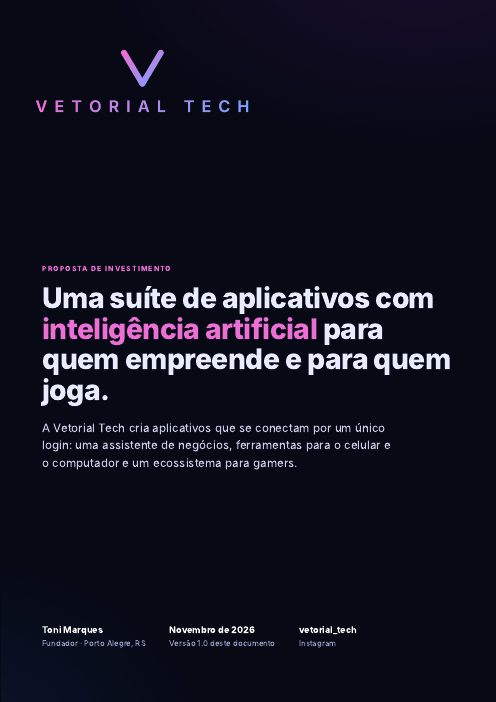 VETORIAL TECH
PROPOSTA DE INVESTIMENTO
Uma suíte de aplicativos com
inteligência artificial para
quem empreende e para quem
joga.
A Vetorial Tech cria aplicativos que se conectam por um único
login: uma assistente de negócios, ferramentas para o celular e
o computador e um ecossistema para gamers.
Toni Marques
Fundador · Porto Alegre, RS
Novembro de 2026
Versão 1.0 deste documento
vetorial_tech
Instagram